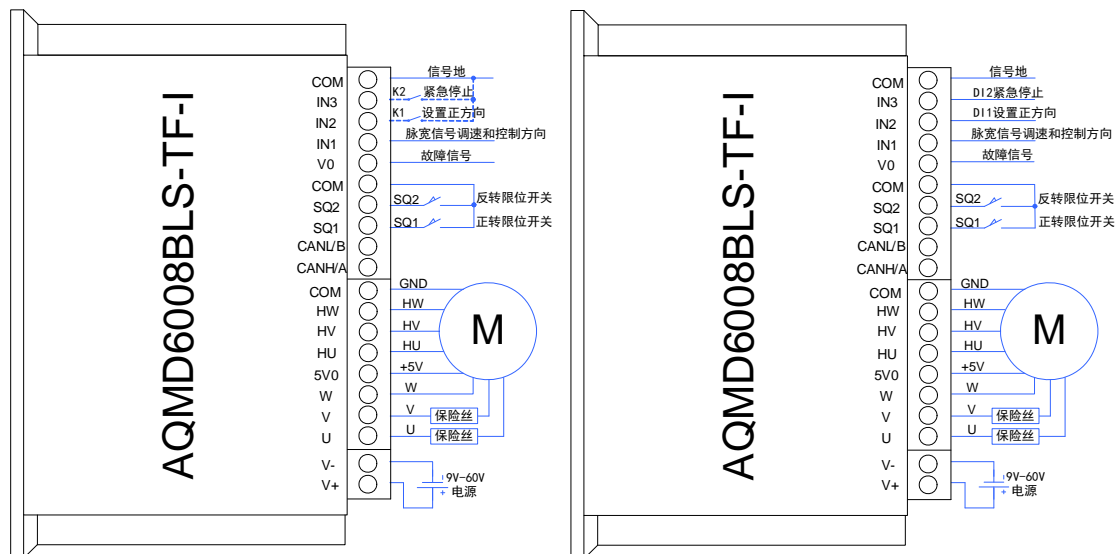 AQMD6008BLS-TF-I
COM 信号地
IN3 K2 紧急停止
IN2 K1 设置正方向
IN1 脉宽信号调速和控制方向
V0 故障信号
COM
SQ2 SQ2 反转限位开关
SQ1 SQ1 正转限位开关
CANL/B
CANH/A
COM GND
HW HW
HV HV
HU HU
5V0 +5V
W W
V V 保险丝
U U 保险丝
M
V- 9V-60V
V+ + 电源
AQMD6008BLS-TF-I
COM 信号地
IN3 DI2紧急停止
IN2 DI1设置正方向
IN1 脉宽信号调速和控制方向
V0 故障信号
COM
SQ2 SQ2 反转限位开关
SQ1 SQ1 正转限位开关
CANL/B
CANH/A
COM GND
HW HW
HV HV
HU HU
5V0 +5V
W W
V V 保险丝
U U 保险丝
M
V- 9V-60V
V+ + 电源